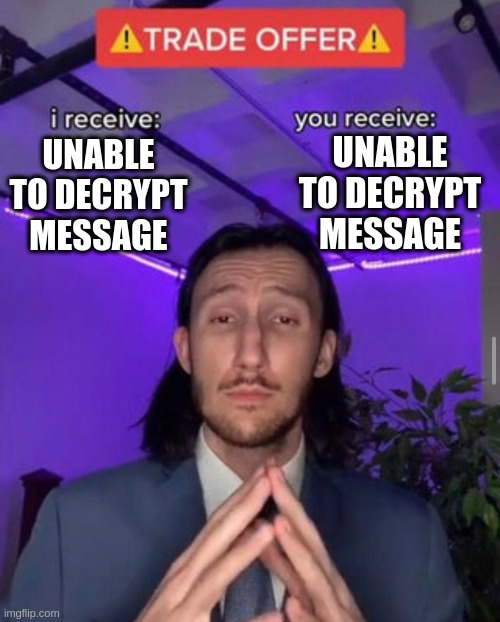 ⚠️TRADE OFFER⚠️
i receive:
you receive:
UNABLE
TO DECRYPT
MESSAGE
UNABLE
TO DECRYPT
MESSAGE
imgflip.com